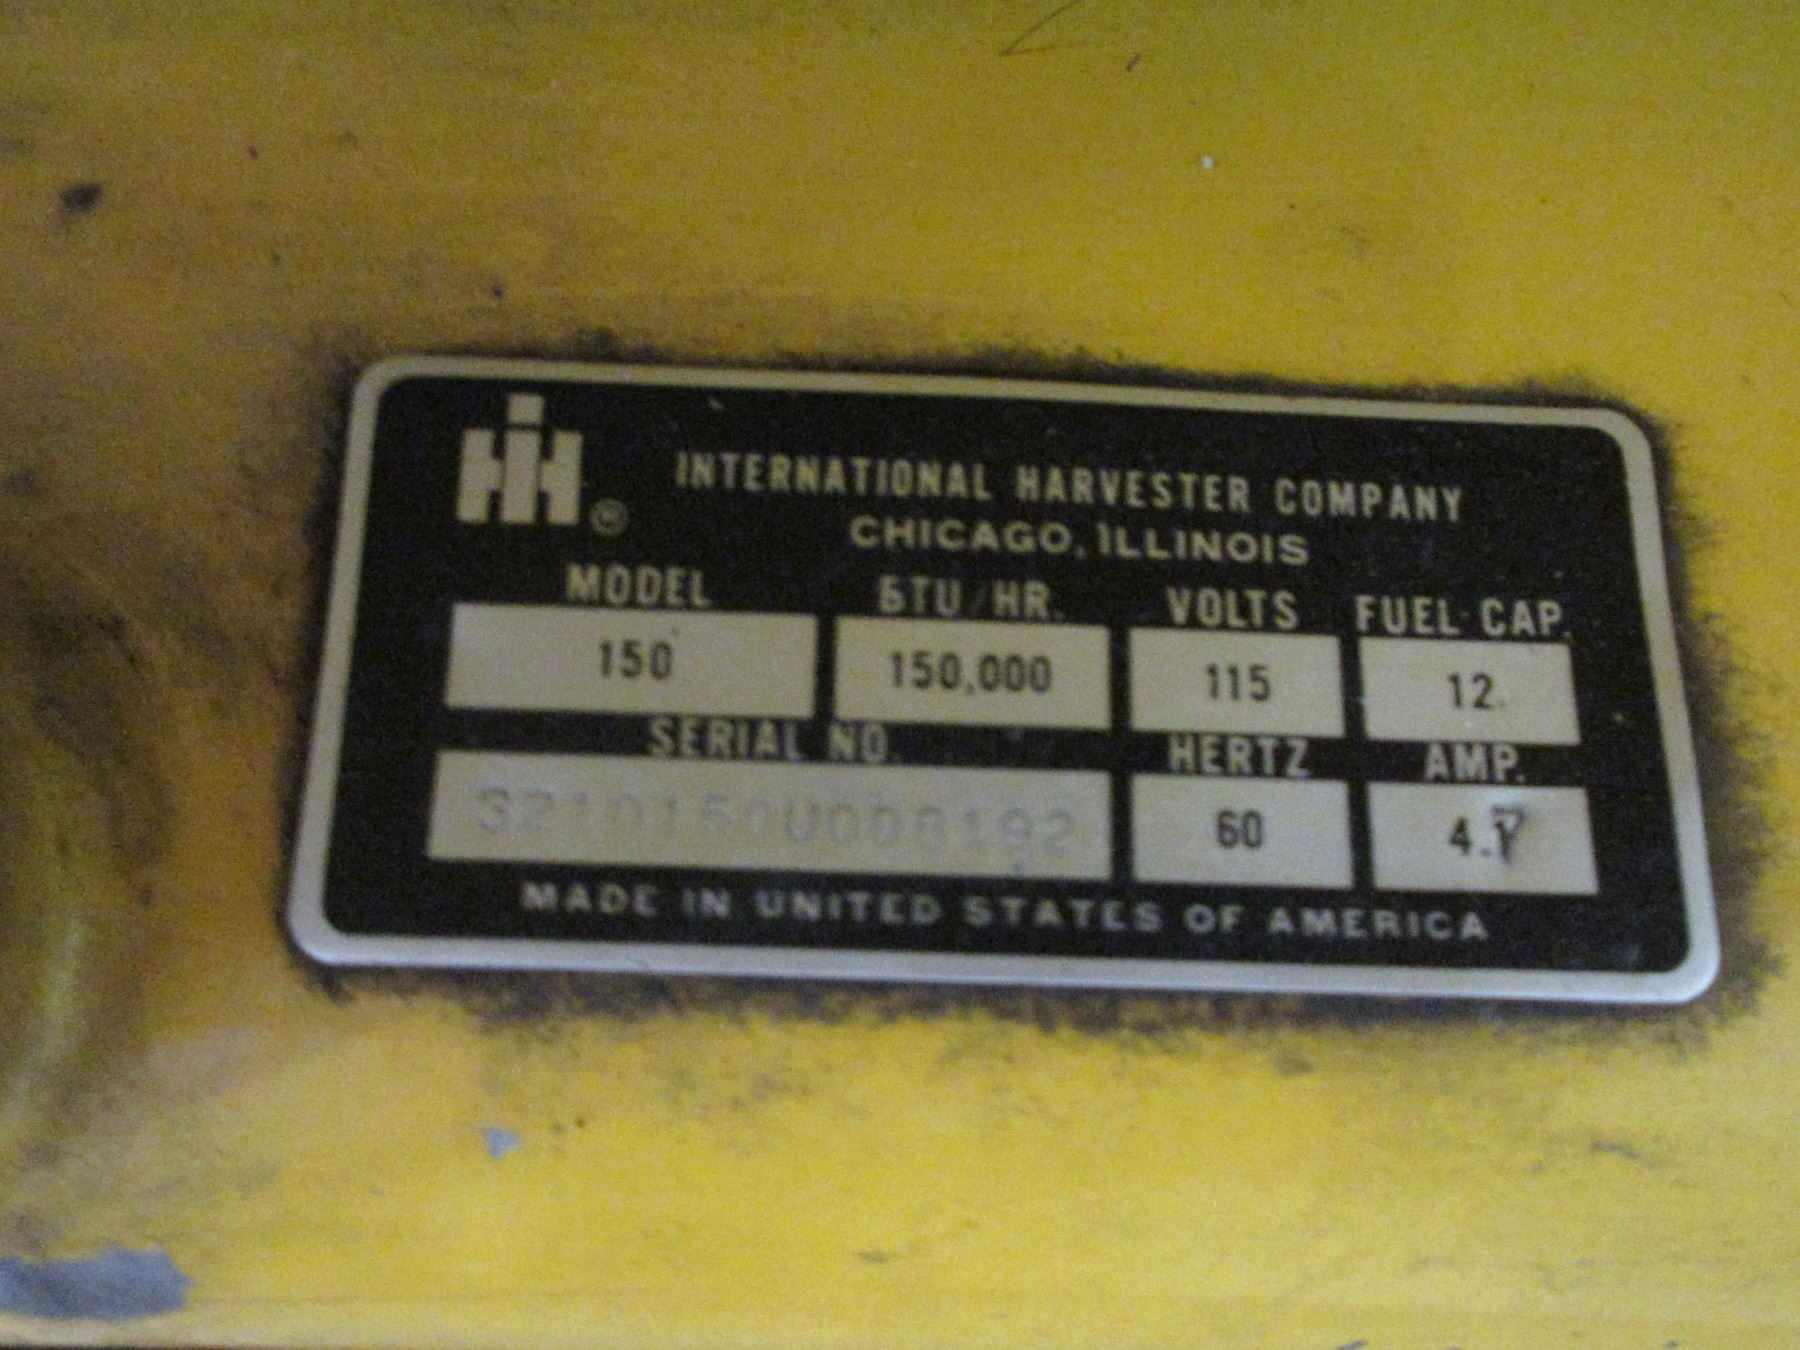 IH ®
INTERNATIONAL HARVESTER COMPANY
CHICAGO, ILLINOIS
MODEL BTU/HR. VOLTS FUEL CAP.
150 150,000 115 12.
SERIAL NO. HERTZ AMP.
60
MADE IN UNITED STATES OF AMERICA